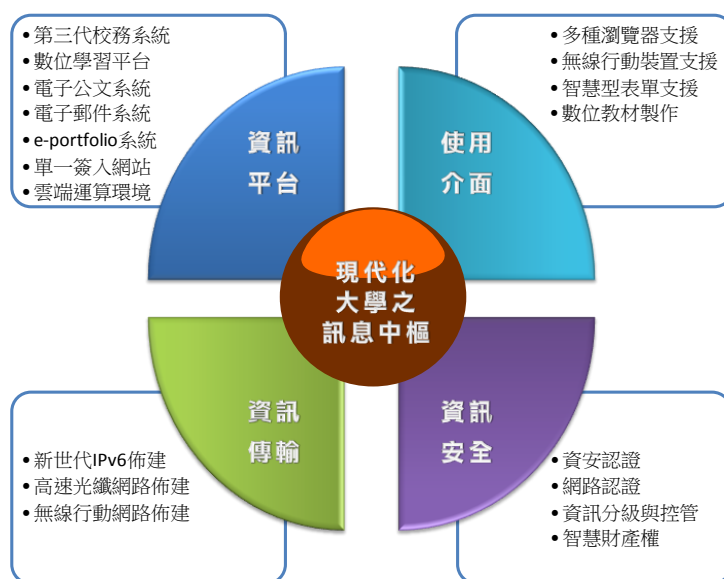 • 第三代校務系統
• 數位學習平台
• 電子公文系統
• 電子郵件系統
• e-portfolio系統
• 單一簽入網站
• 雲端運算環境
• 多種瀏覽器支援
• 無線行動裝置支援
• 智慧型表單支援
• 數位教材製作
資訊
平台
使用
介面
現代化
大學之
訊息中樞
資訊
傳輸
資訊
安全
• 新世代IPv6佈建
• 高速光纖網路佈建
• 無線行動網路佈建
• 資安認證
• 網路認證
• 資訊分級與控管
• 智慧財產權